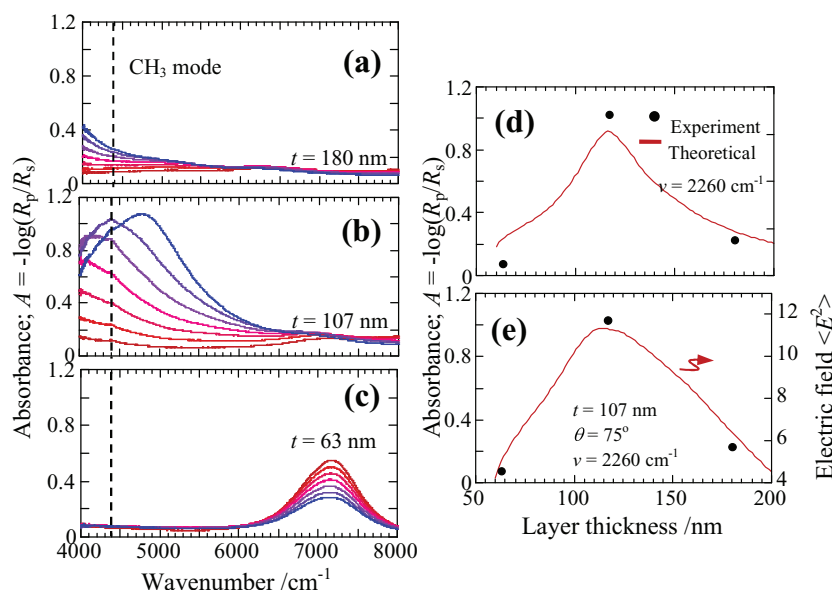 1.2
0.8
0.4
0
CH₃ mode
(a)
t = 180 nm
1.2
0.8
0.4
0
(b)
t = 107 nm
1.2
0.8
0.4
0
(c)
t = 63 nm
4000 5000 6000 7000 8000
Wavenumber /cm⁻¹
Absorbance; A = -log(Rp/Rs)
1.2
0.8
0.4
0
(d)
Experiment
Theoretical
ν = 2260 cm⁻¹
Absorbance; A = -log(Rp/Rs)
1.2
0.8
0.4
0
(e)
t = 107 nm
θ = 75°
ν = 2260 cm⁻¹
12
10
8
6
4
Electric field <E²>
50 100 150 200
Layer thickness /nm